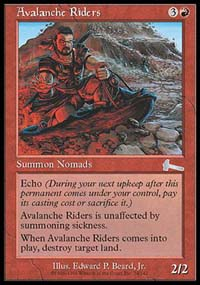 Avalanche Riders
3
Summon Nomads
Echo (During your next upkeep after this
permanent comes under your control, pay
its casting cost or sacrifice it.)
Avalanche Riders is unaffected by
summoning sickness.
When Avalanche Riders comes into
play, destroy target land.
Illus. Edward P. Beard, Jr.
2/2